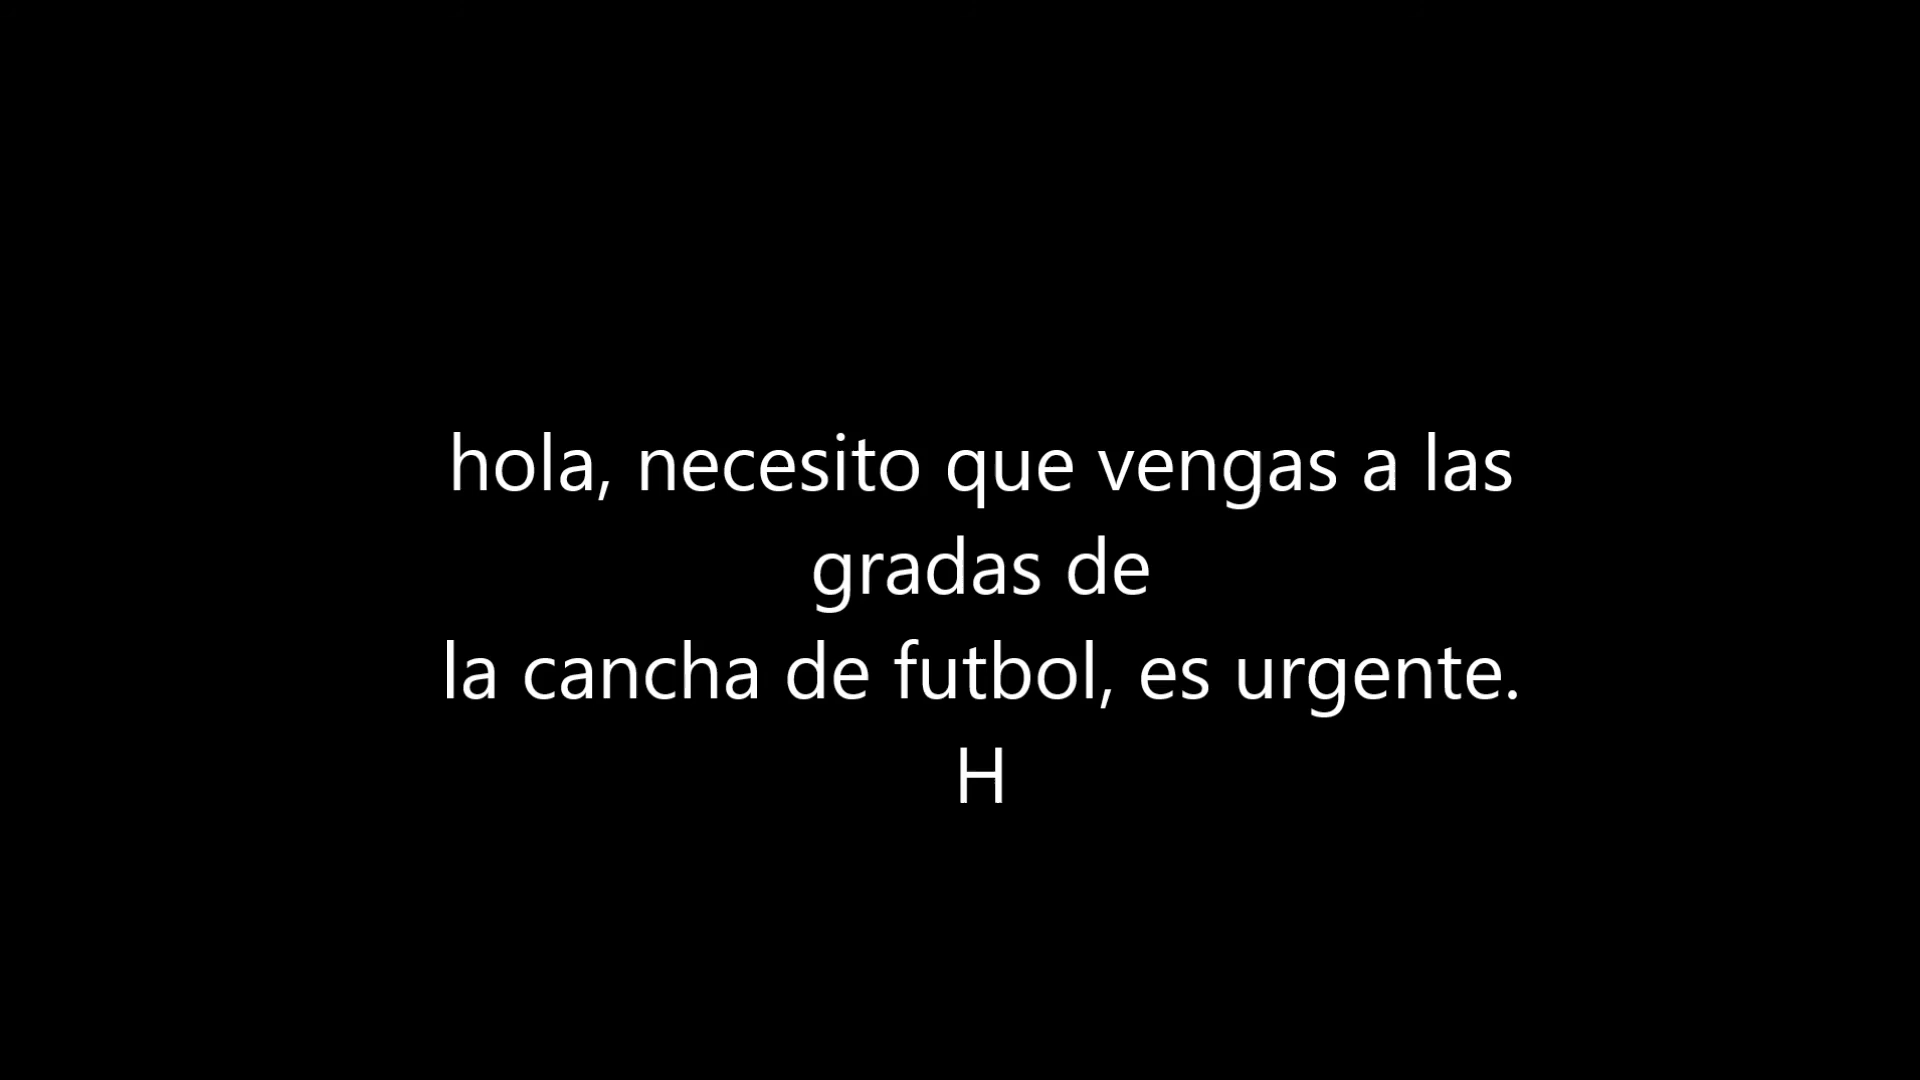 hola, necesito que vengas a las
gradas de
la cancha de futbol, es urgente.
H